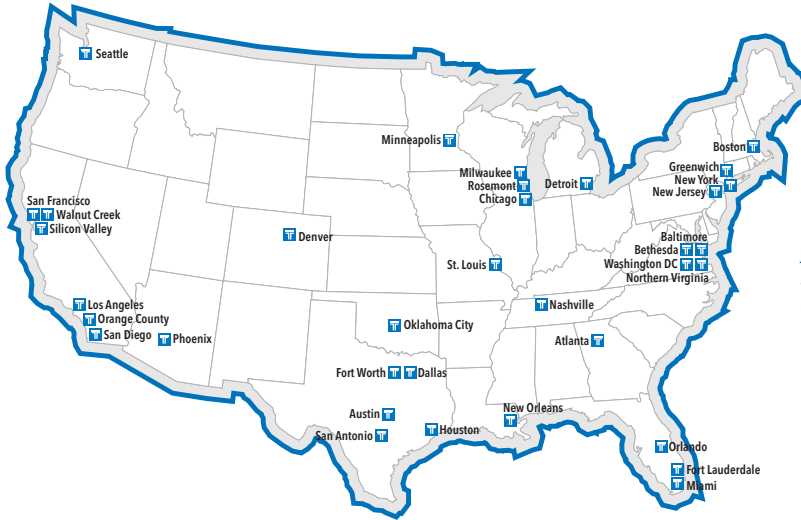 Seattle
Minneapolis
Boston
Milwaukee
Greenwich
Rosemont
Detroit
New York
Chicago
New Jersey
San Francisco
Walnut Creek
Silicon Valley
Denver
Baltimore
Bethesda
St. Louis
Washington DC
Northern Virginia
Los Angeles
Nashville
Orange County
Oklahoma City
San Diego
Phoenix
Atlanta
Fort Worth
Dallas
Austin
New Orleans
San Antonio
Houston
Orlando
Fort Lauderdale
Miami